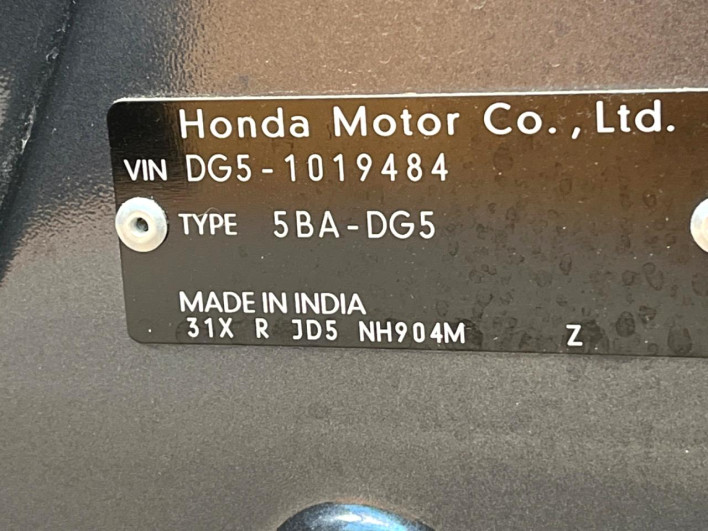 Honda Motor Co., Ltd.
VIN DG5-1019484
TYPE 5BA-DG5
MADE IN INDIA
31X R JD5 NH904M Z